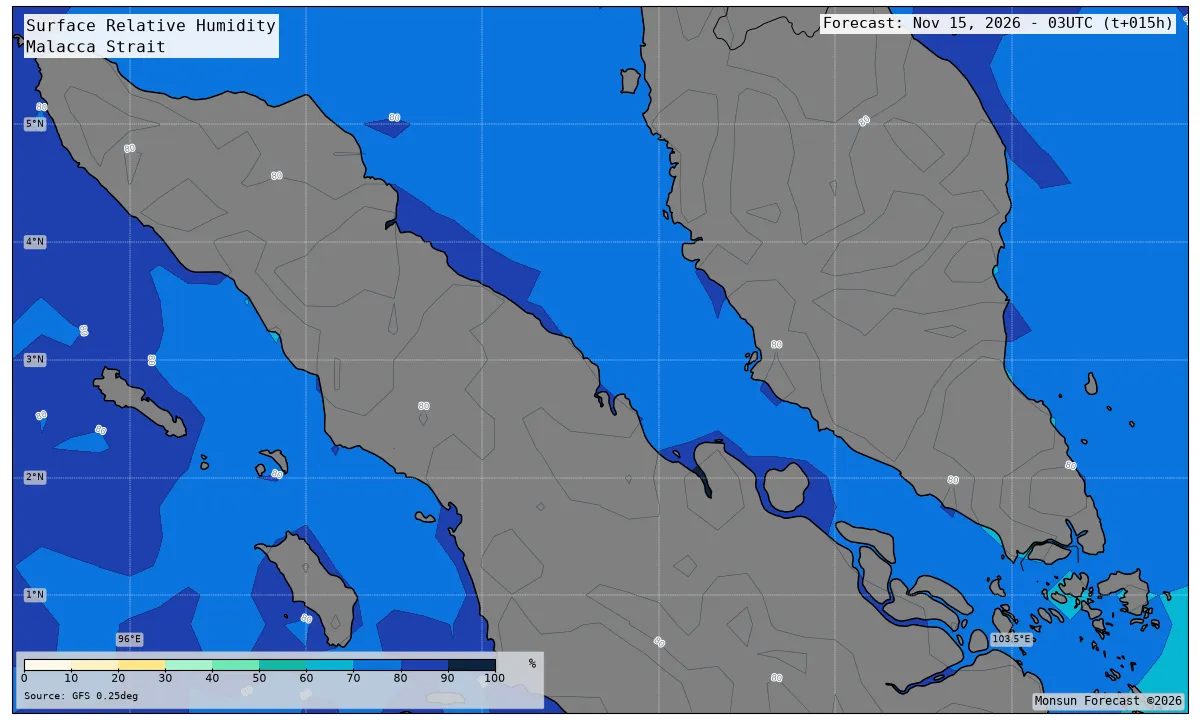 Surface Relative Humidity
Malacca Strait
Forecast: Nov 15, 2026 - 03UTC (t+015h)
80
80
5°N
80
80
80
4°N
80
80
80
3°N
80
80
80
80
80
2°N
80
1°N
80
96°E
103.5°E
80
80
%
0 10 20 30 40 50 60 70 80 90 100
Source: GFS 0.25deg
Monsun Forecast ©2026